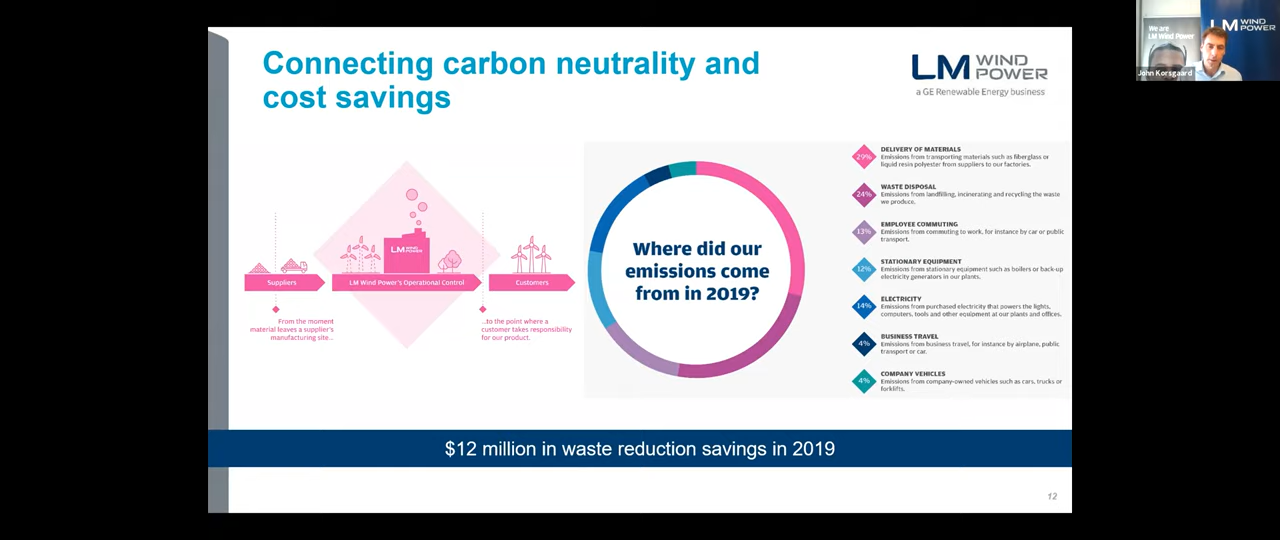 Connecting carbon neutrality and
cost savings
LM WIND
POWER
a GE Renewable Energy business
LM WIND
POWER
Suppliers
LM Wind Power's Operational Control
Customers
From the moment
material leaves a supplier's
manufacturing site...
...to the point where a
customer takes responsibility
for our product.
Where did our
emissions come
from in 2019?
29%
DELIVERY OF MATERIALS
Emissions from transporting materials such as fiberglass or
liquid resin polyester from suppliers to our factories.
24%
WASTE DISPOSAL
Emissions from landfilling, incinerating and recycling the waste
we produce.
13%
EMPLOYEE COMMUTING
Emissions from commuting to work, for instance by car or public
transport.
12%
STATIONARY EQUIPMENT
Emissions from stationary equipment such as boilers or back-up
electricity generators in our plants.
14%
ELECTRICITY
Emissions from purchased electricity that powers the lights,
computers, tools and other equipment at our plants and offices.
4%
BUSINESS TRAVEL
Emissions from business travel, for instance by airplane, public
transport or car.
4%
COMPANY VEHICLES
Emissions from company-owned vehicles such as cars, trucks or
forklifts.
$12 million in waste reduction savings in 2019
12
We are
LM Wind Power
LM WIND
POWER
John Korsgaard